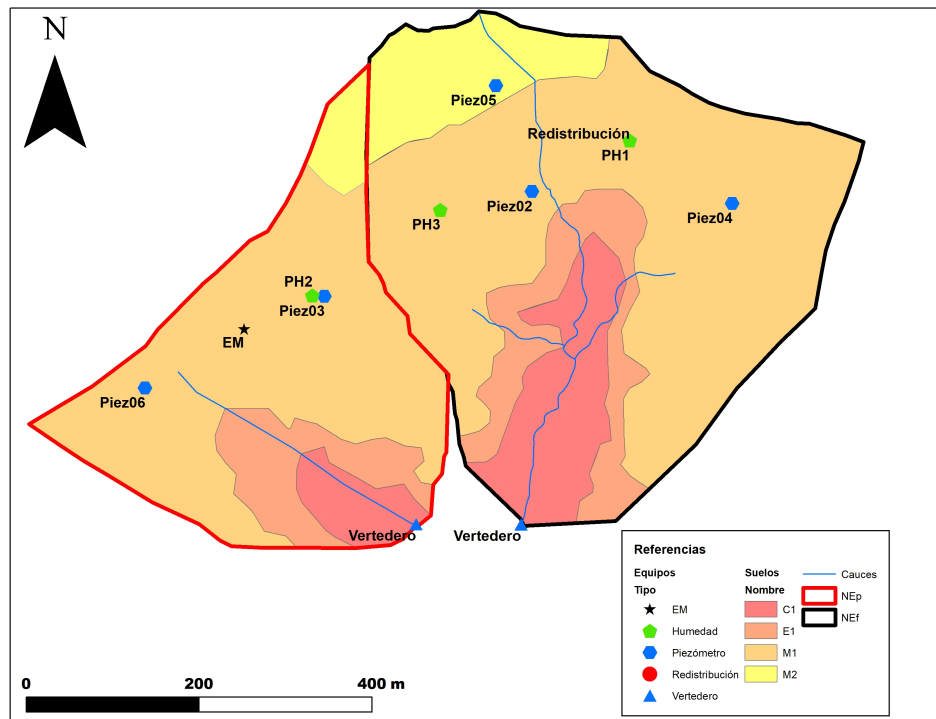 N
Piez05
Redistribución
PH1
Piez02
Piez04
PH3
PH2
Piez03
EM
Piez06
Vertedero
Vertedero
Referencias
Equipos
Tipo
EM
Humedad
Piezómetro
Redistribución
Vertedero
Suelos
Nombre
C1
E1
M1
M2
Cauces
NEp
NEf
0 200 400 m